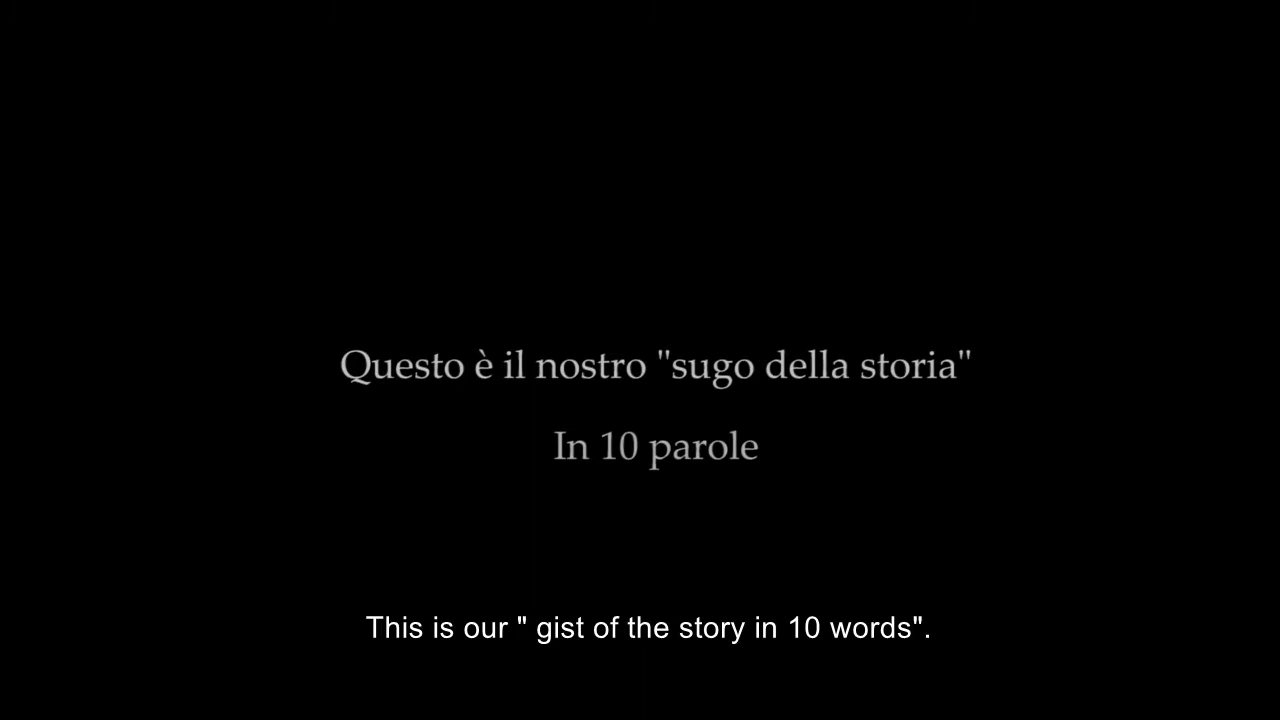 Questo è il nostro "sugo della storia"
In 10 parole
This is our " gist of the story in 10 words".